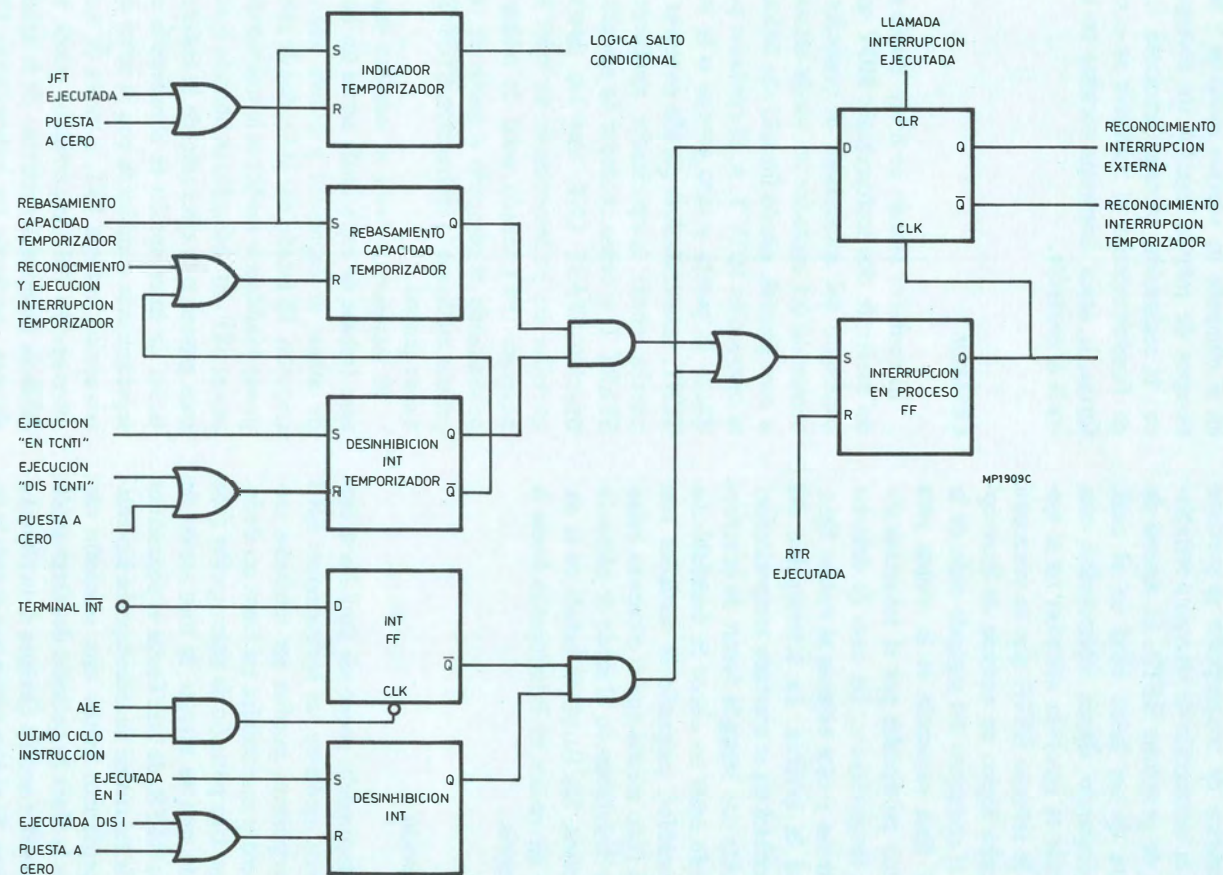 JFT
EJECUTADA
PUESTA
A CERO
S
R
INDICADOR
TEMPORIZADOR
LOGICA SALTO
CONDICIONAL
REBASAMIENTO
CAPACIDAD
TEMPORIZADOR
RECONOCIMIENTO
Y EJECUCION
INTERRUPCION
TEMPORIZADOR
S
R
Q
REBASAMIENTO
CAPACIDAD
TEMPORIZADOR
EJECUCION
"EN TCNTI"
EJECUCION
"DIS TCNTI"
PUESTA A
CERO
S
R
Q
Q̅
DESINHIBICION
INT
TEMPORIZADOR
TERMINAL I̅N̅T̅
D
INT
FF
Q̅
CLK
ALE
ULTIMO CICLO
INSTRUCCION
EJECUTADA
EN I
EJECUTADA DIS I
PUESTA A
CERO
S
R
Q
DESINHIBICION
INT
LLAMADA
INTERRUPCION
EJECUTADA
CLR
D
Q
Q̅
CLK
RECONOCIMIENTO
INTERRUPCION
EXTERNA
RECONOCIMIENTO
INTERRUPCION
TEMPORIZADOR
S
R
Q
INTERRUPCION
EN PROCESO
FF
MP1909C
RTR
EJECUTADA